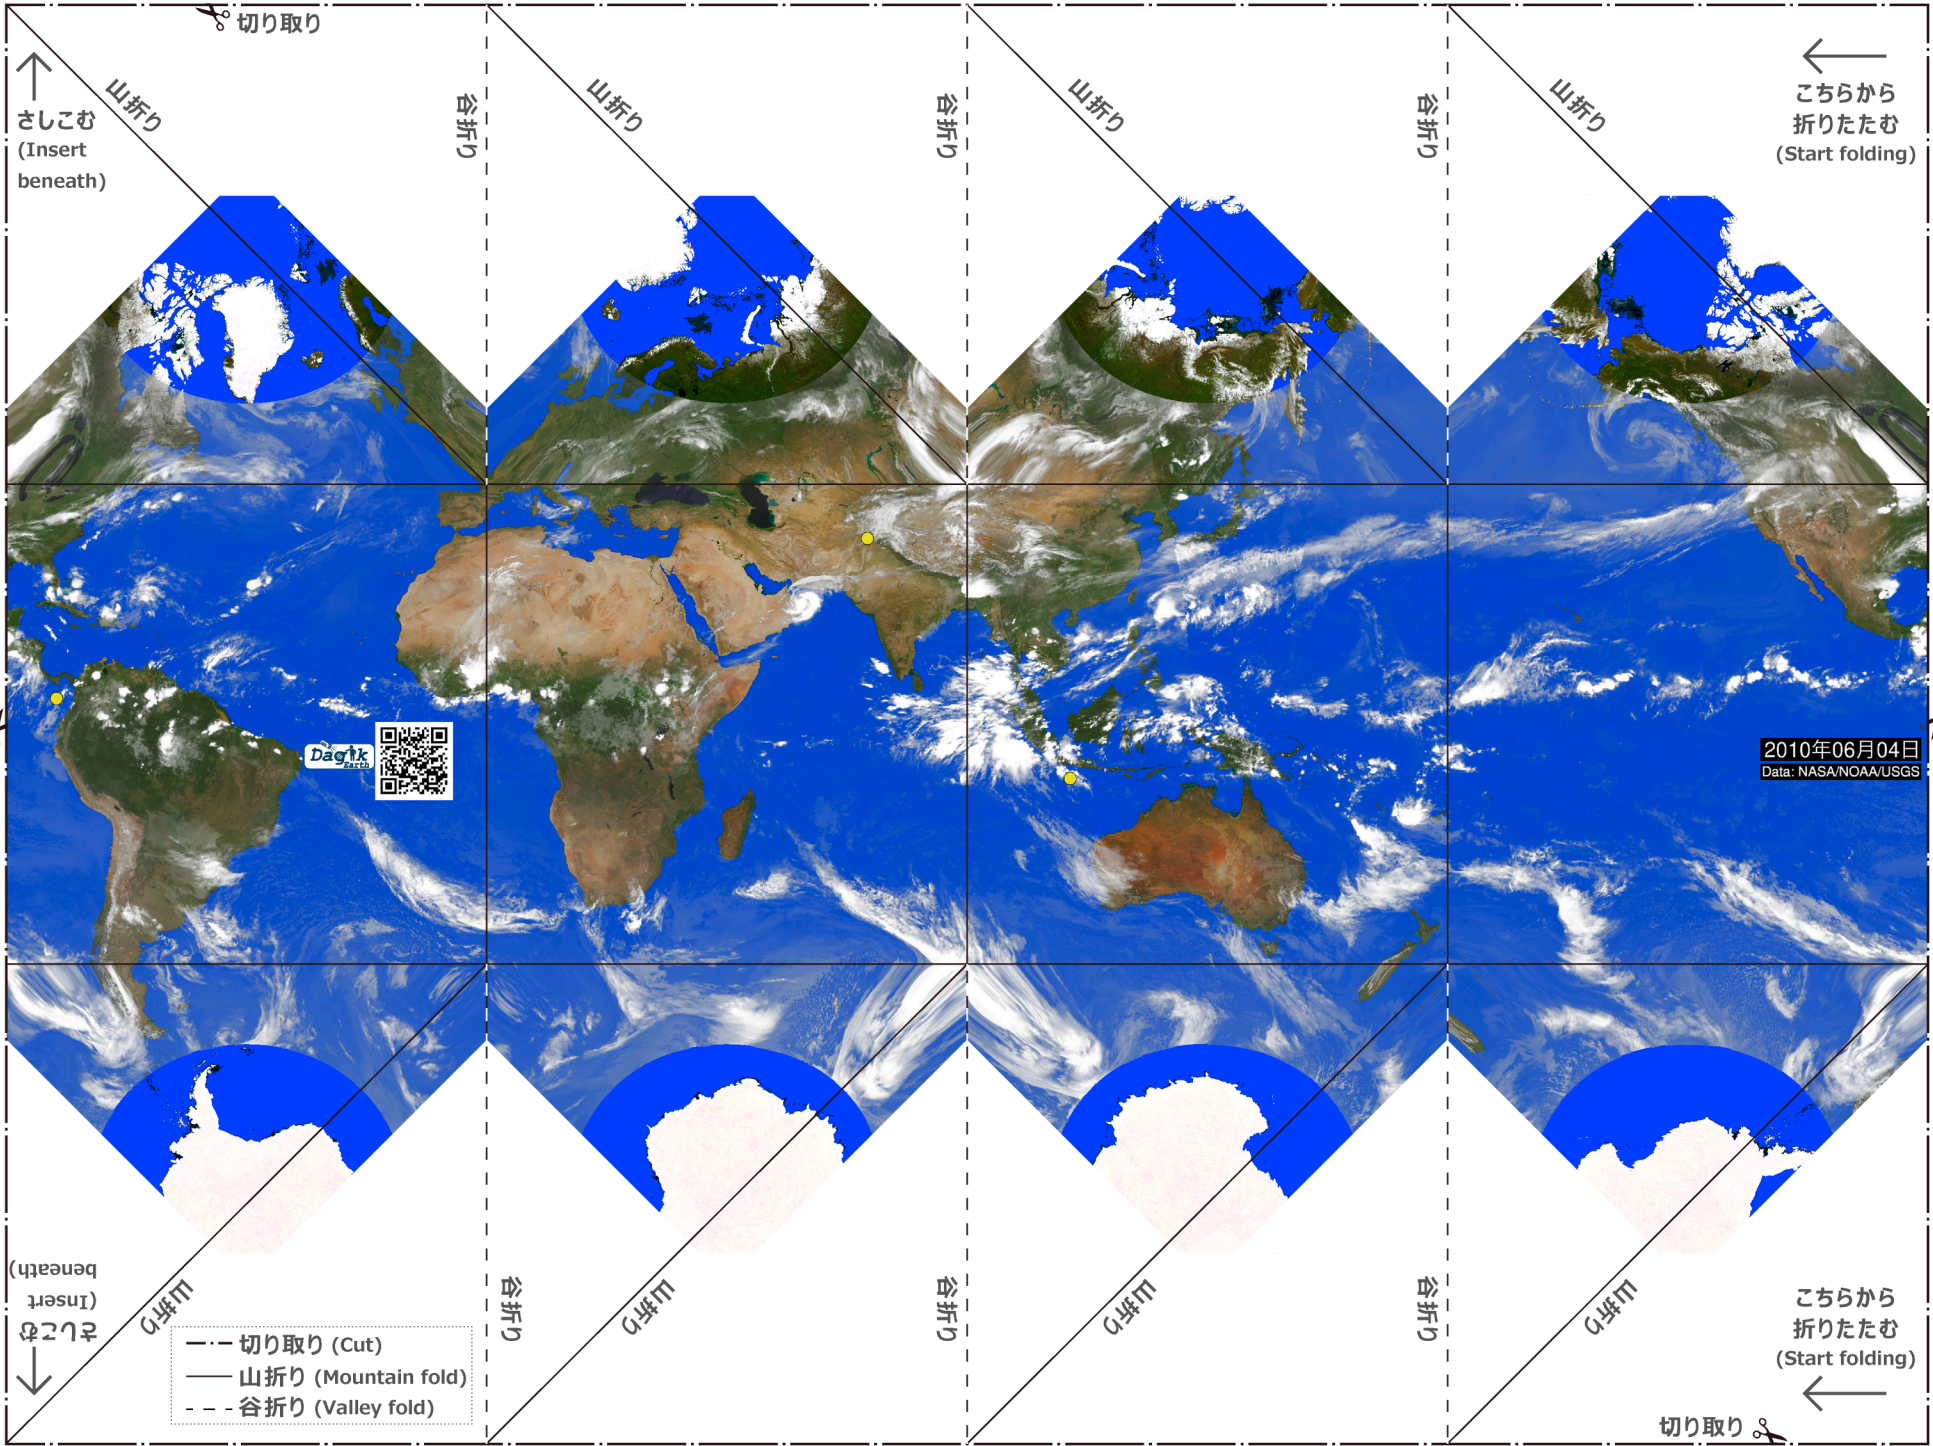 切り取り
山折り
谷折り
山折り
谷折り
山折り
谷折り
山折り
さしこむ
(Insert
beneath)
こちらから
折りたたむ
(Start folding)
Dagik
Earth
2010年06月04日
Data: NASA/NOAA/USGS
さしこむ
(Insert
beneath)
山折り
谷折り
山折り
谷折り
山折り
谷折り
山折り
切り取り (Cut)
山折り (Mountain fold)
谷折り (Valley fold)
こちらから
折りたたむ
(Start folding)
切り取り